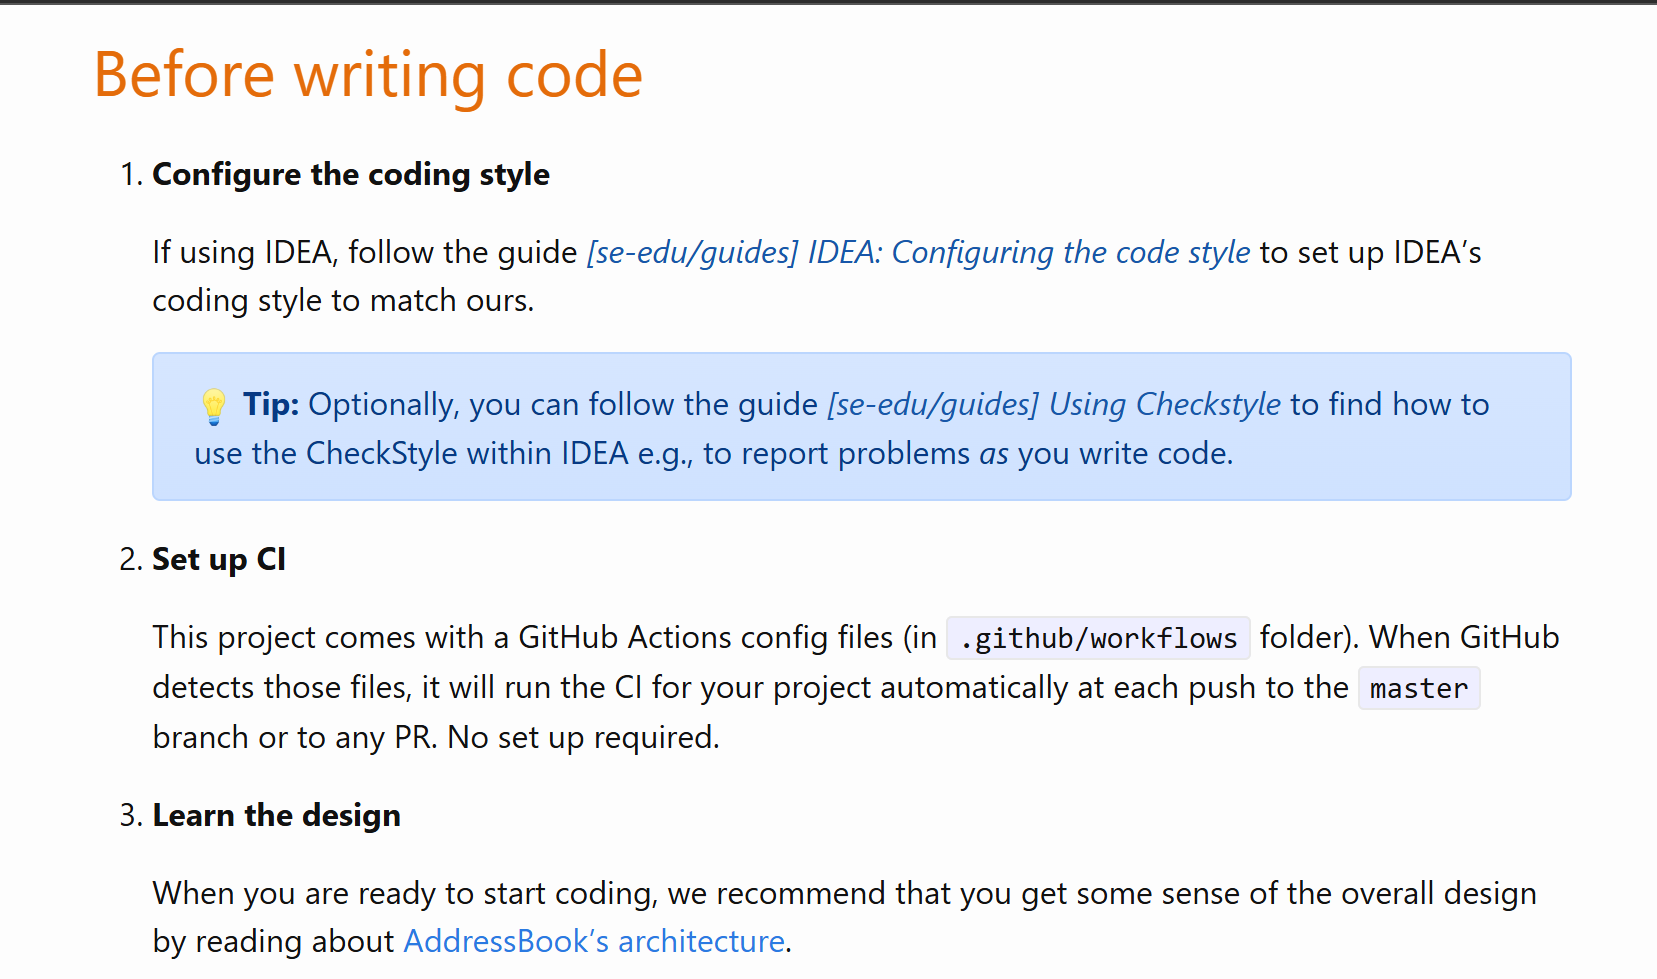 Before writing code
1. Configure the coding style
If using IDEA, follow the guide [se-edu/guides] IDEA: Configuring the code style to set up IDEA’s
coding style to match ours.
💡 Tip: Optionally, you can follow the guide [se-edu/guides] Using Checkstyle to find how to
use the CheckStyle within IDEA e.g., to report problems as you write code.
2. Set up CI
This project comes with a GitHub Actions config files (in .github/workflows folder). When GitHub
detects those files, it will run the CI for your project automatically at each push to the master
branch or to any PR. No set up required.
3. Learn the design
When you are ready to start coding, we recommend that you get some sense of the overall design
by reading about AddressBook’s architecture.